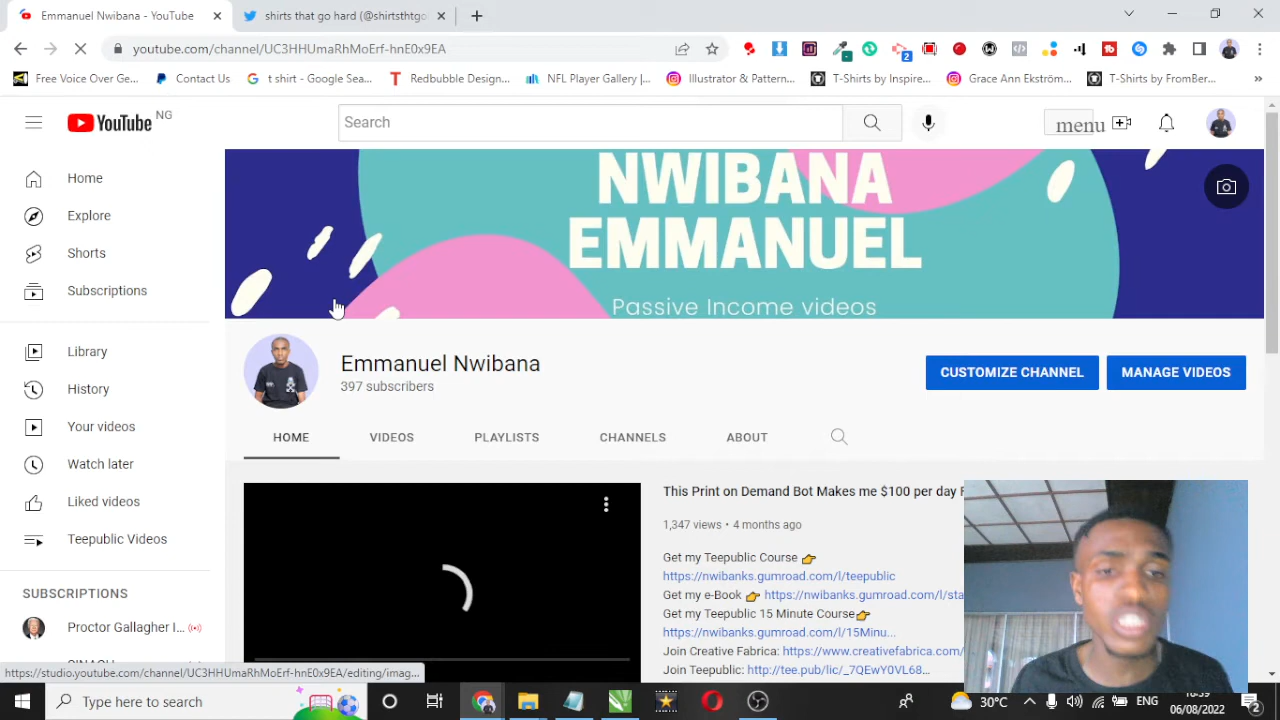 Emmanuel Nwibana - YouTube
shirts that go hard (@shirtsthtgo
youtube.com/channel/UC3HHUmaRhMoErf-hnE0x9EA
Free Voice Over Ge...
Contact Us
t shirt - Google Sea...
Redbubble Design...
NFL Player Gallery |...
Illustrator & Pattern...
T-Shirts by Inspire...
Grace Ann Ekström...
T-Shirts by FromBer...
YouTube NG
Search
menu
Home
Explore
Shorts
Subscriptions
Library
History
Your videos
Watch later
Liked videos
Teepublic Videos
SUBSCRIPTIONS
Proctor Gallagher I...
NWIBANA
EMMANUEL
Passive Income videos
Emmanuel Nwibana
397 subscribers
CUSTOMIZE CHANNEL
MANAGE VIDEOS
HOME
VIDEOS
PLAYLISTS
CHANNELS
ABOUT
This Print on Demand Bot Makes me $100 per day F
1,347 views • 4 months ago
Get my Teepublic Course 👉
https://nwibanks.gumroad.com/l/teepublic
Get my e-Book 👉 https://nwibanks.gumroad.com/l/sta
Get my Teepublic 15 Minute Course👉
https://nwibanks.gumroad.com/l/15Minu...
Join Creative Fabrica: https://www.creativefabrica.com/
Join Teepublic: http://tee.pub/lic/_7QEwY0VL68...
https://studio.youtube.com/channel/UC3HHUmaRhMoErf-hnE0x9EA/editing/imag...
Type here to search
30°C
ENG
06/08/2022
2